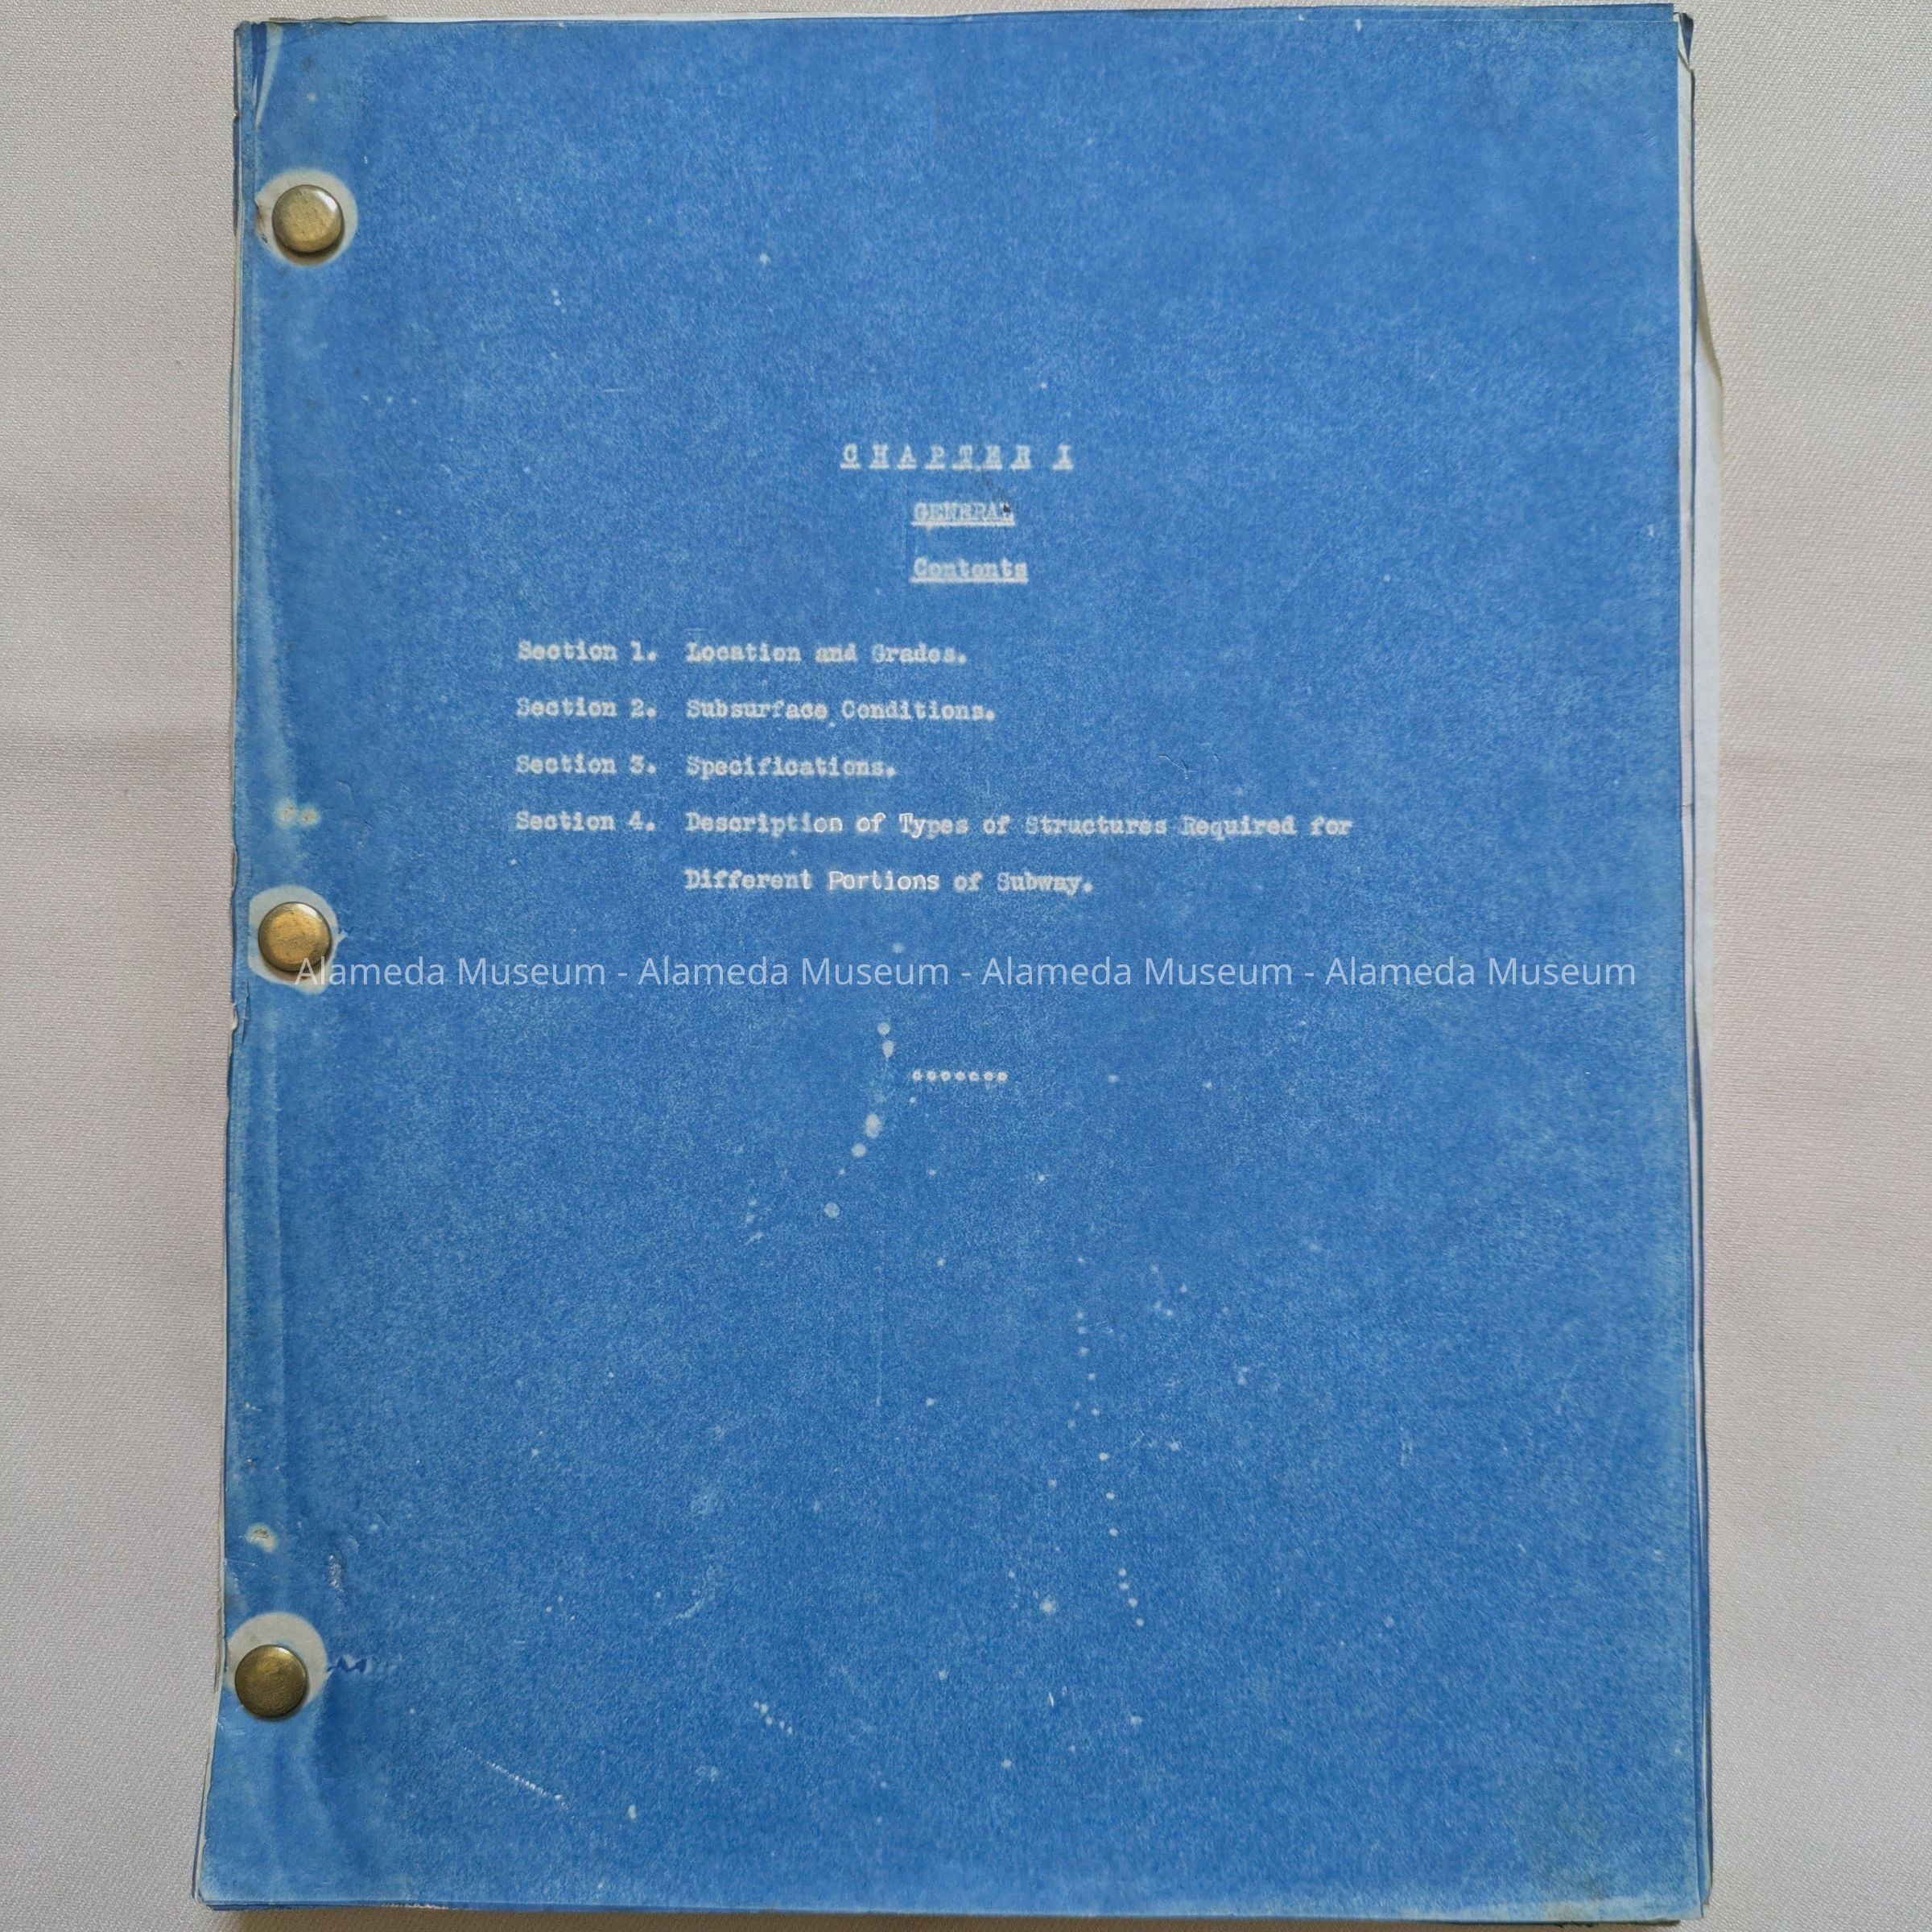 CHAPTER I
GENERAL
Contents
Section 1. Location and Grades.
Section 2. Subsurface Conditions.
Section 3. Specifications.
Section 4. Description of Types of Structures Required for
Different Portions of Subway.
Alameda Museum - Alameda Museum - Alameda Museum - Alameda Museum
.......